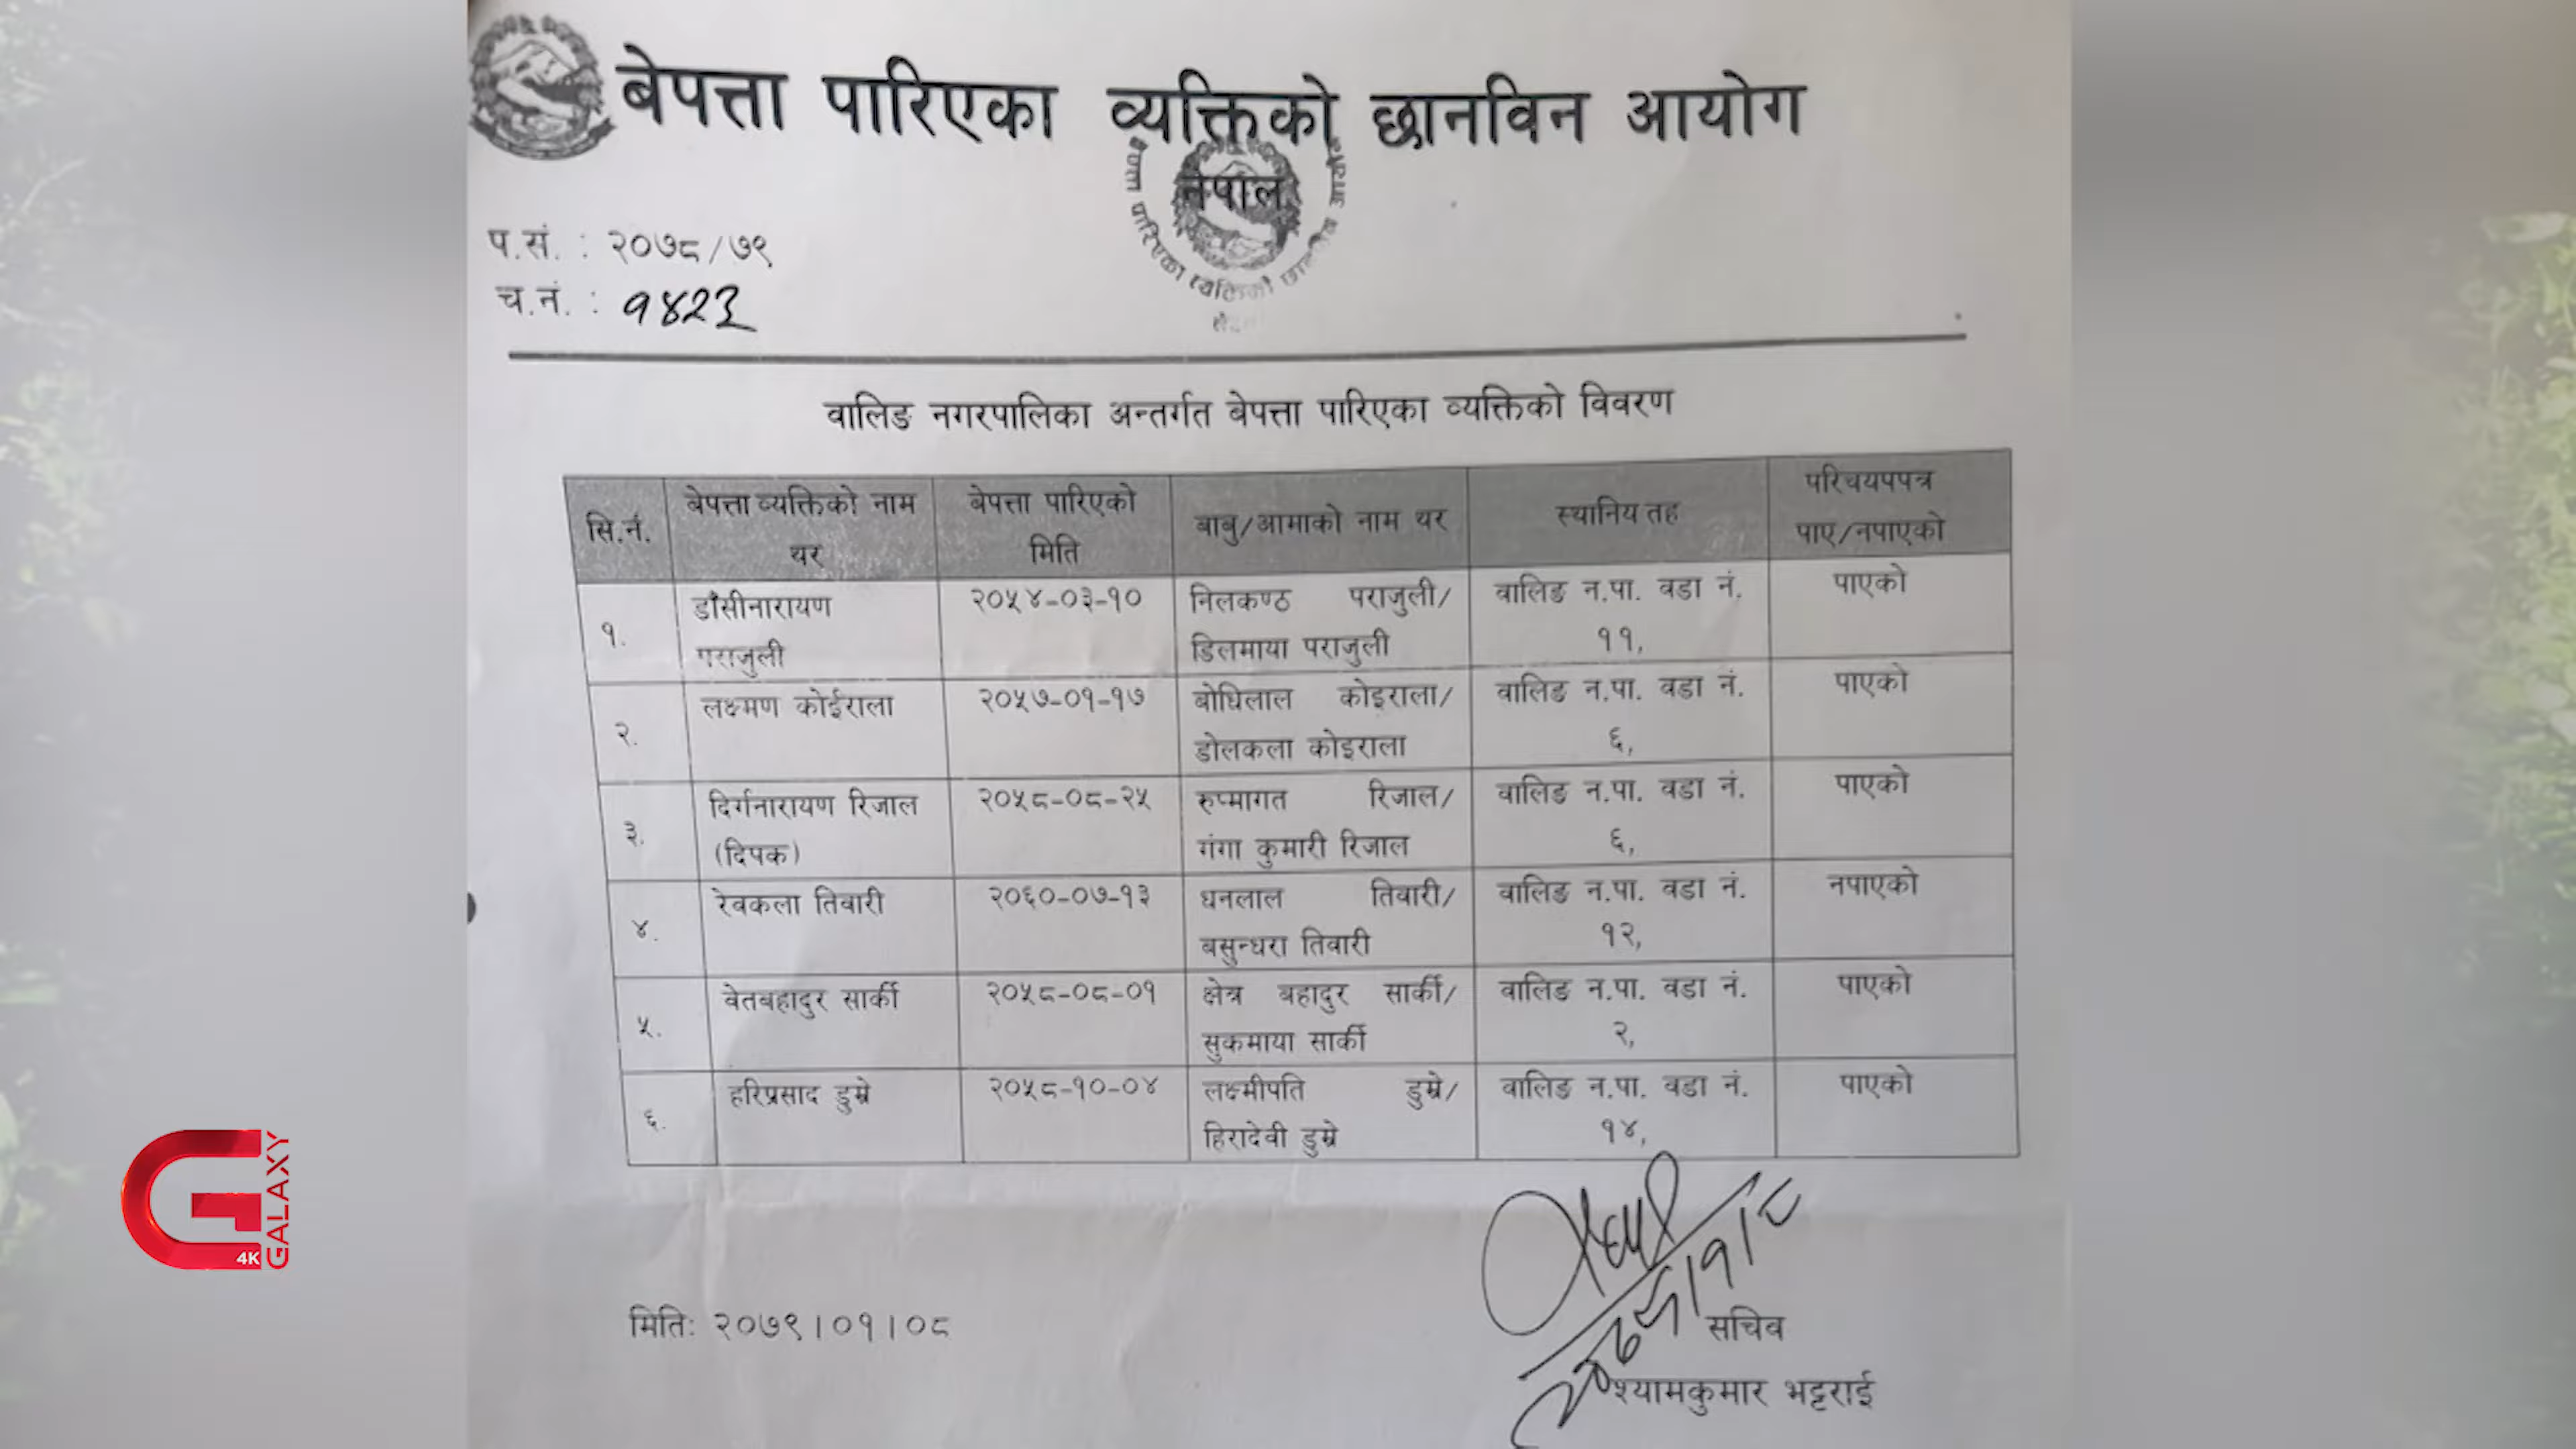 बेपत्ता पारिएका व्यक्तिको छानविन आयोग
नेपाल
प.सं. : २०७८/७९
च.नं. : १४२३
वालिङ नगरपालिका अन्तर्गत बेपत्ता पारिएका व्यक्तिको विवरण
सि.नं. बेपत्ता व्यक्तिको नाम थर बेपत्ता पारिएको मिति बाबु/आमाको नाम थर स्थानिय तह परिचयपपत्र पाए/नपाएको
१. डाँसीनारायण पराजुली २०५४-०३-१० निलकण्ठ पराजुली/ डिलमाया पराजुली वालिङ न.पा. वडा नं. ११, पाएको
२. लक्ष्मण कोईराला २०५७-०१-१७ बोधिलाल कोइराला/ डोलकला कोइराला वालिङ न.पा. वडा नं. ६, पाएको
३. दिर्गनारायण रिजाल (दिपक) २०५८-०८-२५ रुप्मागत रिजाल/ गंगा कुमारी रिजाल वालिङ न.पा. वडा नं. ६, पाएको
४. रेवकला तिवारी २०६०-०७-१३ धनलाल तिवारी/ बसुन्धरा तिवारी वालिङ न.पा. वडा नं. १२, नपाएको
५. वेतबहादुर सार्की २०५८-०८-०१ क्षेत्र बहादुर सार्की/ सुकमाया सार्की वालिङ न.पा. वडा नं. २, पाएको
६. हरिप्रसाद डुम्रे २०५८-१०-०४ लक्ष्मीपति डुम्रे/ हिरादेवी डुम्रे वालिङ न.पा. वडा नं. १४, पाएको
मितिः २०७९।०१।०८
सचिव
श्यामकुमार भट्टराई
GALAXY
4K